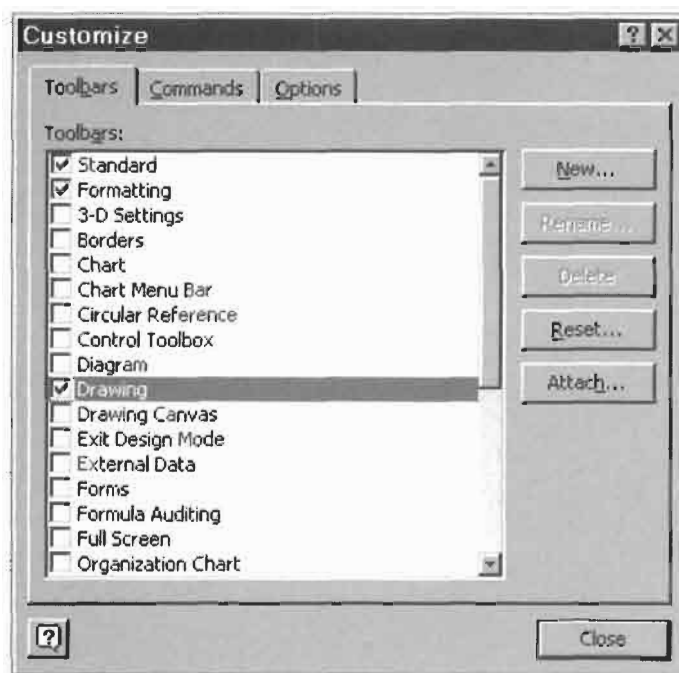 Customize
Toolbars Commands Options
Toolbars:
Standard
Formatting
3-D Settings
Borders
Chart
Chart Menu Bar
Circular Reference
Control Toolbox
Diagram
Drawing
Drawing Canvas
Exit Design Mode
External Data
Forms
Formula Auditing
Full Screen
Organization Chart
New...
Rename...
Delete
Reset...
Attach...
Close